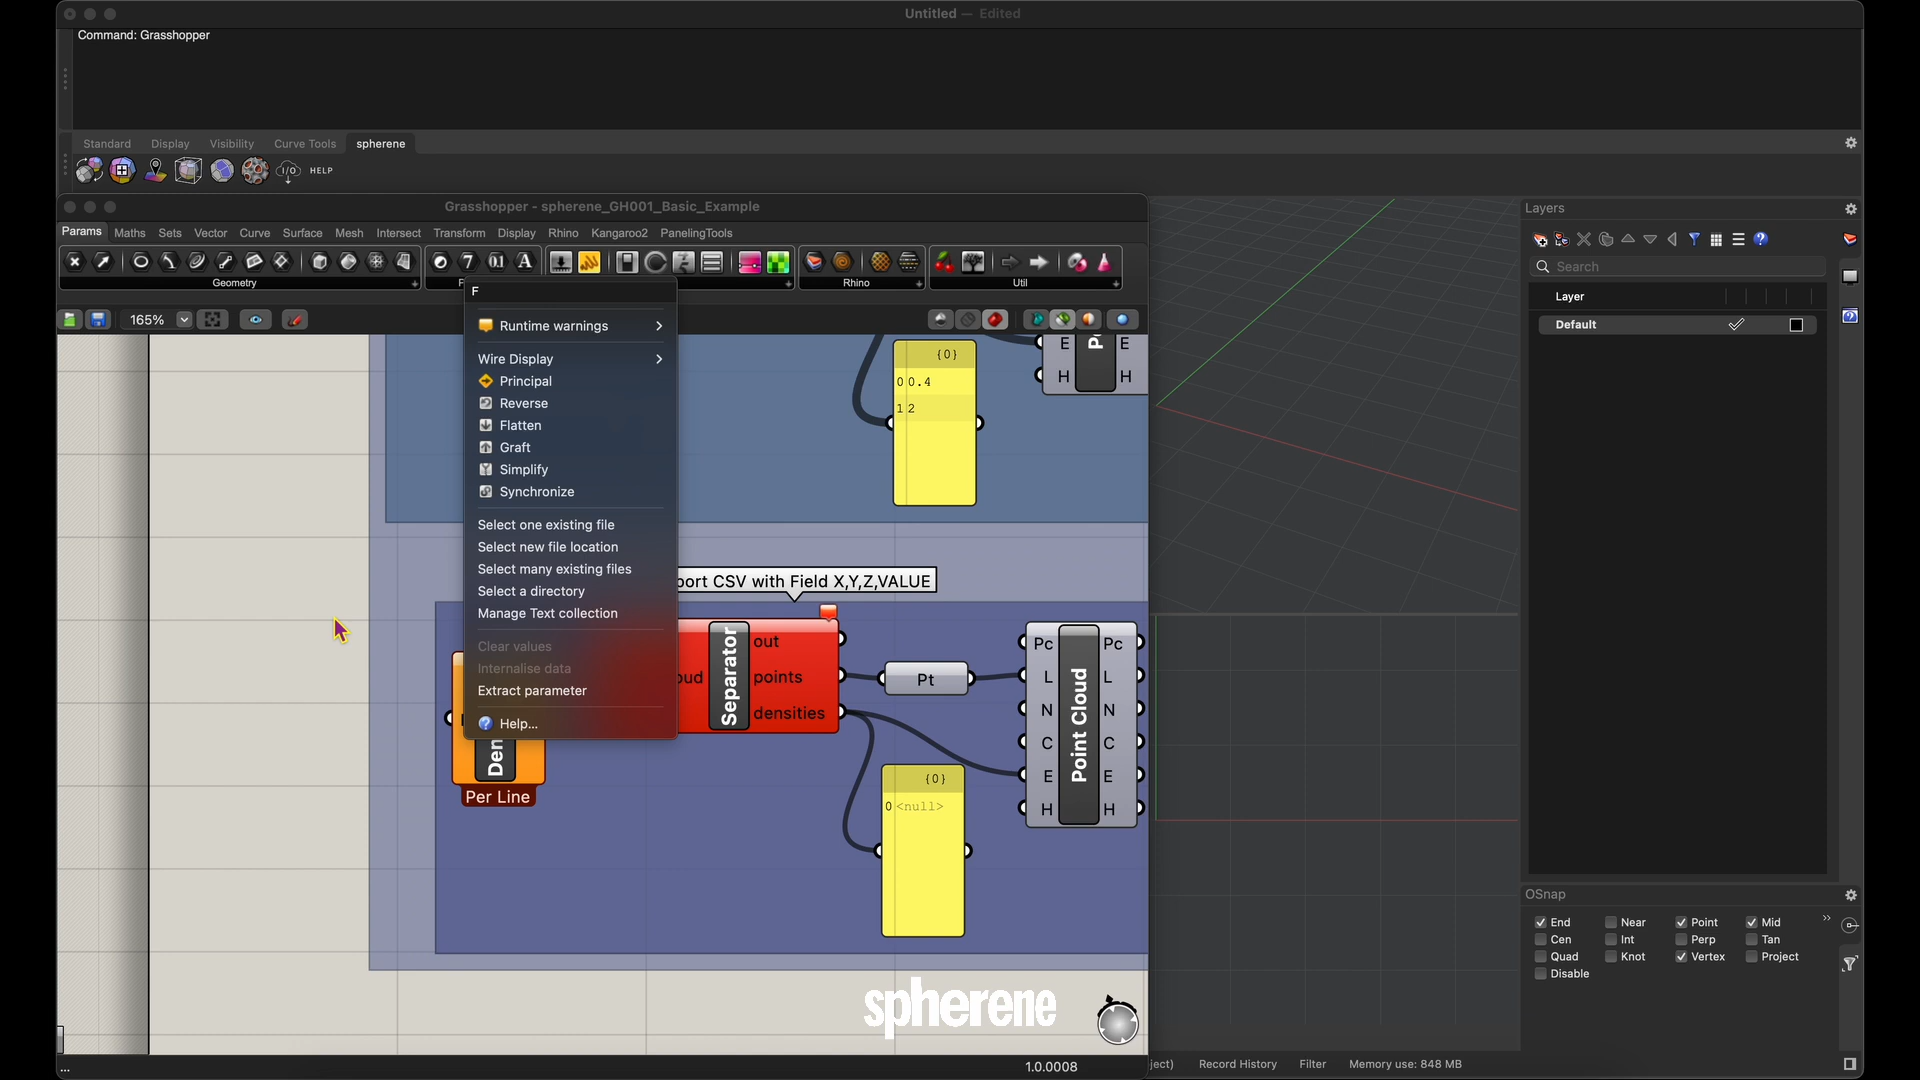 Untitled — Edited
Command: Grasshopper
Standard Display Visibility Curve Tools spherene
I/O HELP
Grasshopper - spherene_GH001_Basic_Example
Params Maths Sets Vector Curve Surface Mesh Intersect Transform Display Rhino Kangaroo2 PanelingTools
Geometry Rhino Util
F
165%
Runtime warnings
Wire Display
Principal
Reverse
Flatten
Graft
Simplify
Synchronize
Select one existing file
Select new file location
Select many existing files
Select a directory
Manage Text collection
Clear values
Internalise data
Extract parameter
Help...
{0}
0 0.4
1 2
E E
H H
port CSV with Field X,Y,Z,VALUE
oud Separator out
points
densities
Pt
Pc L N C E H
Point Cloud
Pc L N C E H
Den
Per Line
{0}
0 <null>
spherene
1.0.0008
...
Layers
Search
Layer
Default
OSnap
End Near Point Mid
Cen Int Perp Tan
Quad Knot Vertex Project
Disable
ject) Record History Filter Memory use: 848 MB